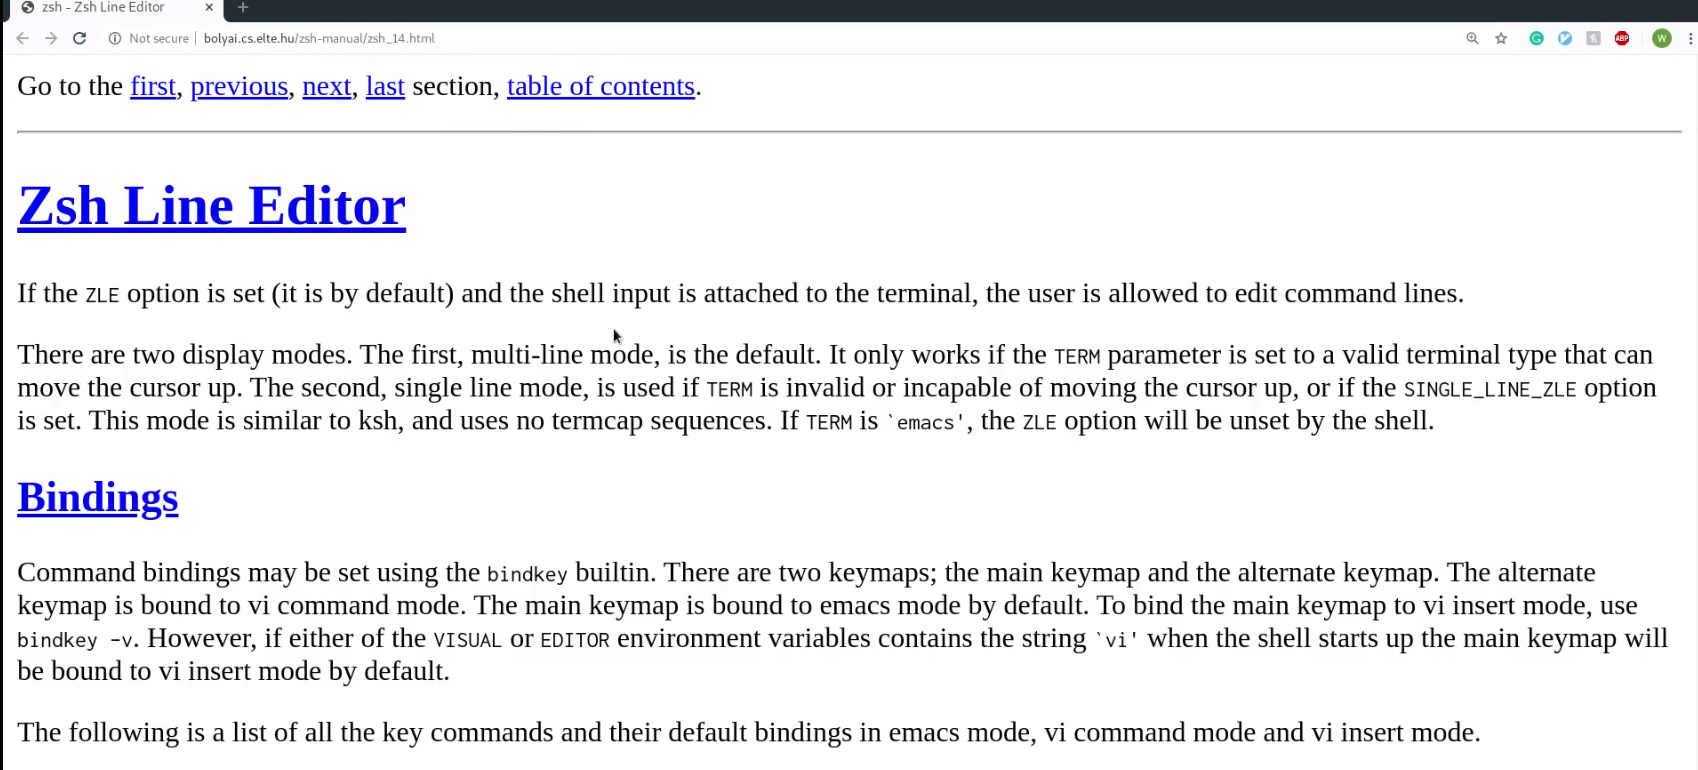 zsh - Zsh Line Editor
Not secure | bolyai.cs.elte.hu/zsh-manual/zsh_14.html
ABP
W
Go to the first, previous, next, last section, table of contents.
Zsh Line Editor
If the ZLE option is set (it is by default) and the shell input is attached to the terminal, the user is allowed to edit command lines.
There are two display modes. The first, multi-line mode, is the default. It only works if the TERM parameter is set to a valid terminal type that can
move the cursor up. The second, single line mode, is used if TERM is invalid or incapable of moving the cursor up, or if the SINGLE_LINE_ZLE option
is set. This mode is similar to ksh, and uses no termcap sequences. If TERM is `emacs', the ZLE option will be unset by the shell.
Bindings
Command bindings may be set using the bindkey builtin. There are two keymaps; the main keymap and the alternate keymap. The alternate
keymap is bound to vi command mode. The main keymap is bound to emacs mode by default. To bind the main keymap to vi insert mode, use
bindkey -v. However, if either of the VISUAL or EDITOR environment variables contains the string `vi' when the shell starts up the main keymap will
be bound to vi insert mode by default.
The following is a list of all the key commands and their default bindings in emacs mode, vi command mode and vi insert mode.